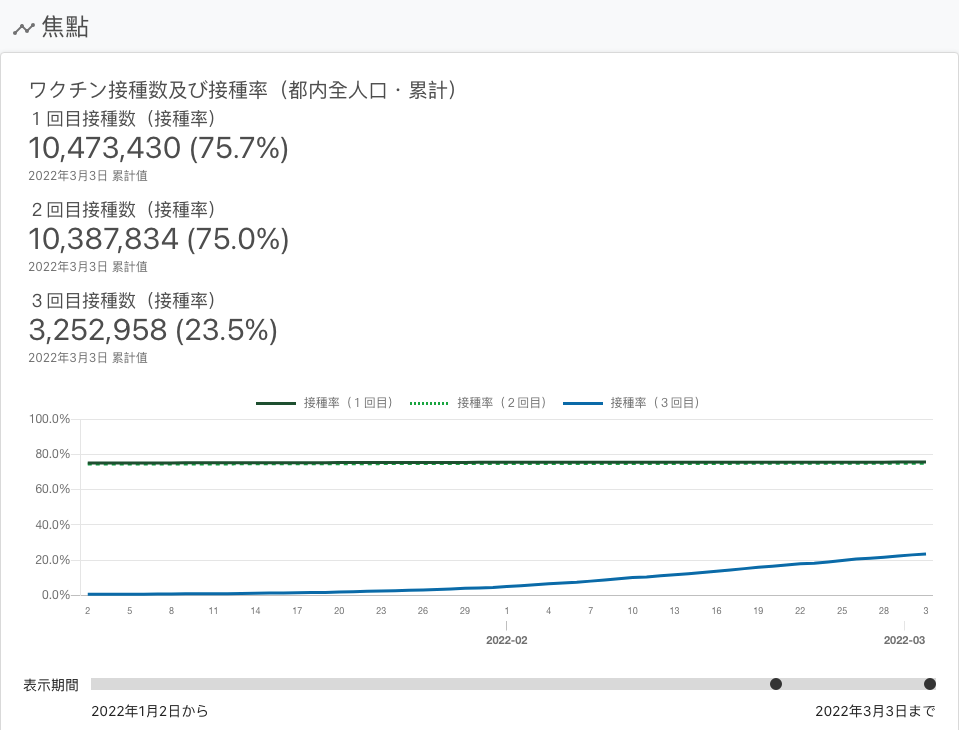 焦點
ワクチン接種数及び接種率（都内全人口・累計）
１回目接種数（接種率）
10,473,430 (75.7%)
2022年3月3日 累計値
２回目接種数（接種率）
10,387,834 (75.0%)
2022年3月3日 累計値
３回目接種数（接種率）
3,252,958 (23.5%)
2022年3月3日 累計値
接種率（１回目） 接種率（２回目） 接種率（３回目）
100.0%
80.0%
60.0%
40.0%
20.0%
0.0%
2 5 8 11 14 17 20 23 26 29 1 4 7 10 13 16 19 22 25 28 3
2022-02 2022-03
表示期間
2022年1月2日から 2022年3月3日まで